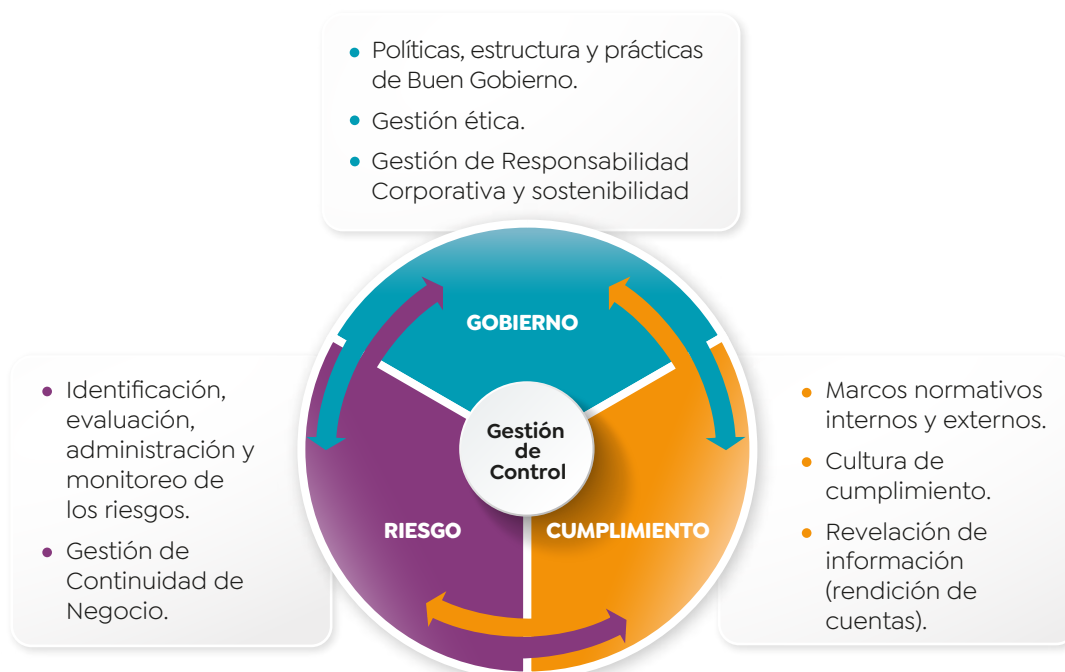 • Políticas, estructura y prácticas
de Buen Gobierno.
• Gestión ética.
• Gestión de Responsabilidad
Corporativa y sostenibilidad
GOBIERNO
• Identificación,
evaluación,
administración y
monitoreo de
los riesgos.
• Gestión de
Continuidad de
Negocio.
Gestión
de
Control
RIESGO
CUMPLIMIENTO
• Marcos normativos
internos y externos.
• Cultura de
cumplimiento.
• Revelación de
información
(rendición de
cuentas).